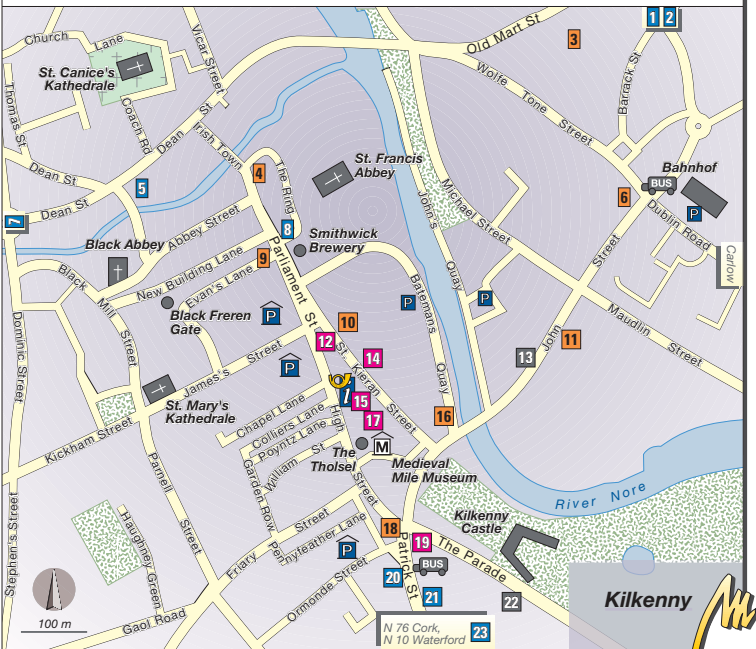 1 2
Old Mart St
3
Church Lane
Vicar Street
St. Canice's
Kathedrale
Wolfe Tone Street
Barrack St
Thomas St
Coach Rd
Dean St
Irish Town
Dean St
Dean St
4
The Ring
St. Francis
Abbey
Bahnhof
BUS
5
6
P
Dublin Road
John's Quay
Michael Street
7
8
Abbey Street
Smithwick
Brewery
Black Abbey
Parliament St
9
New Building Lane
Evan's Lane
Street
Carlow
Black Mill Street
Batemans Quay
P
P
Black Freren
Gate
P
10
Maudlin Street
Dominic Street
12
St. Kieran Street
14
13
John
11
James's Street
P
i
15
St. Mary's
Kathedrale
17
16
Chapel Lane
Colliers Lane
Poyntz Lane
William St
High Street
The
Tholsel
M
Medieval
Mile Museum
Kickham Street
Parnell Street
Garden Row
River Nore
Stephen's Street
Haughney Green
Friary Street
Pennyfeather Lane
18
Kilkenny
Castle
19
The Parade
P
Patrick St
BUS
20
21
22
Ormonde Street
Kilkenny
100 m
Gaol Road
N 76 Cork,
N 10 Waterford
23